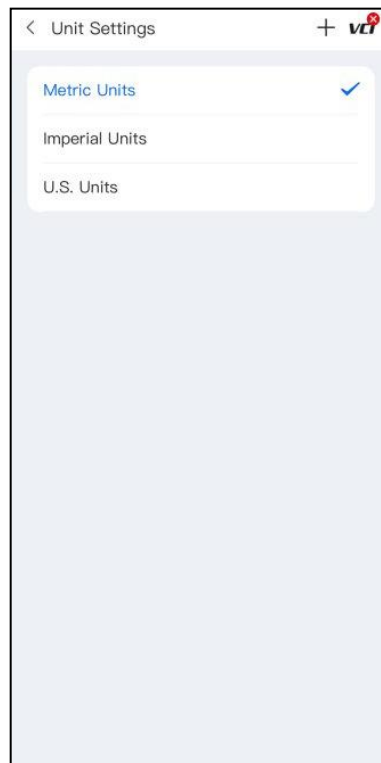 Unit Settings
VCI
Metric Units
Imperial Units
U.S. Units